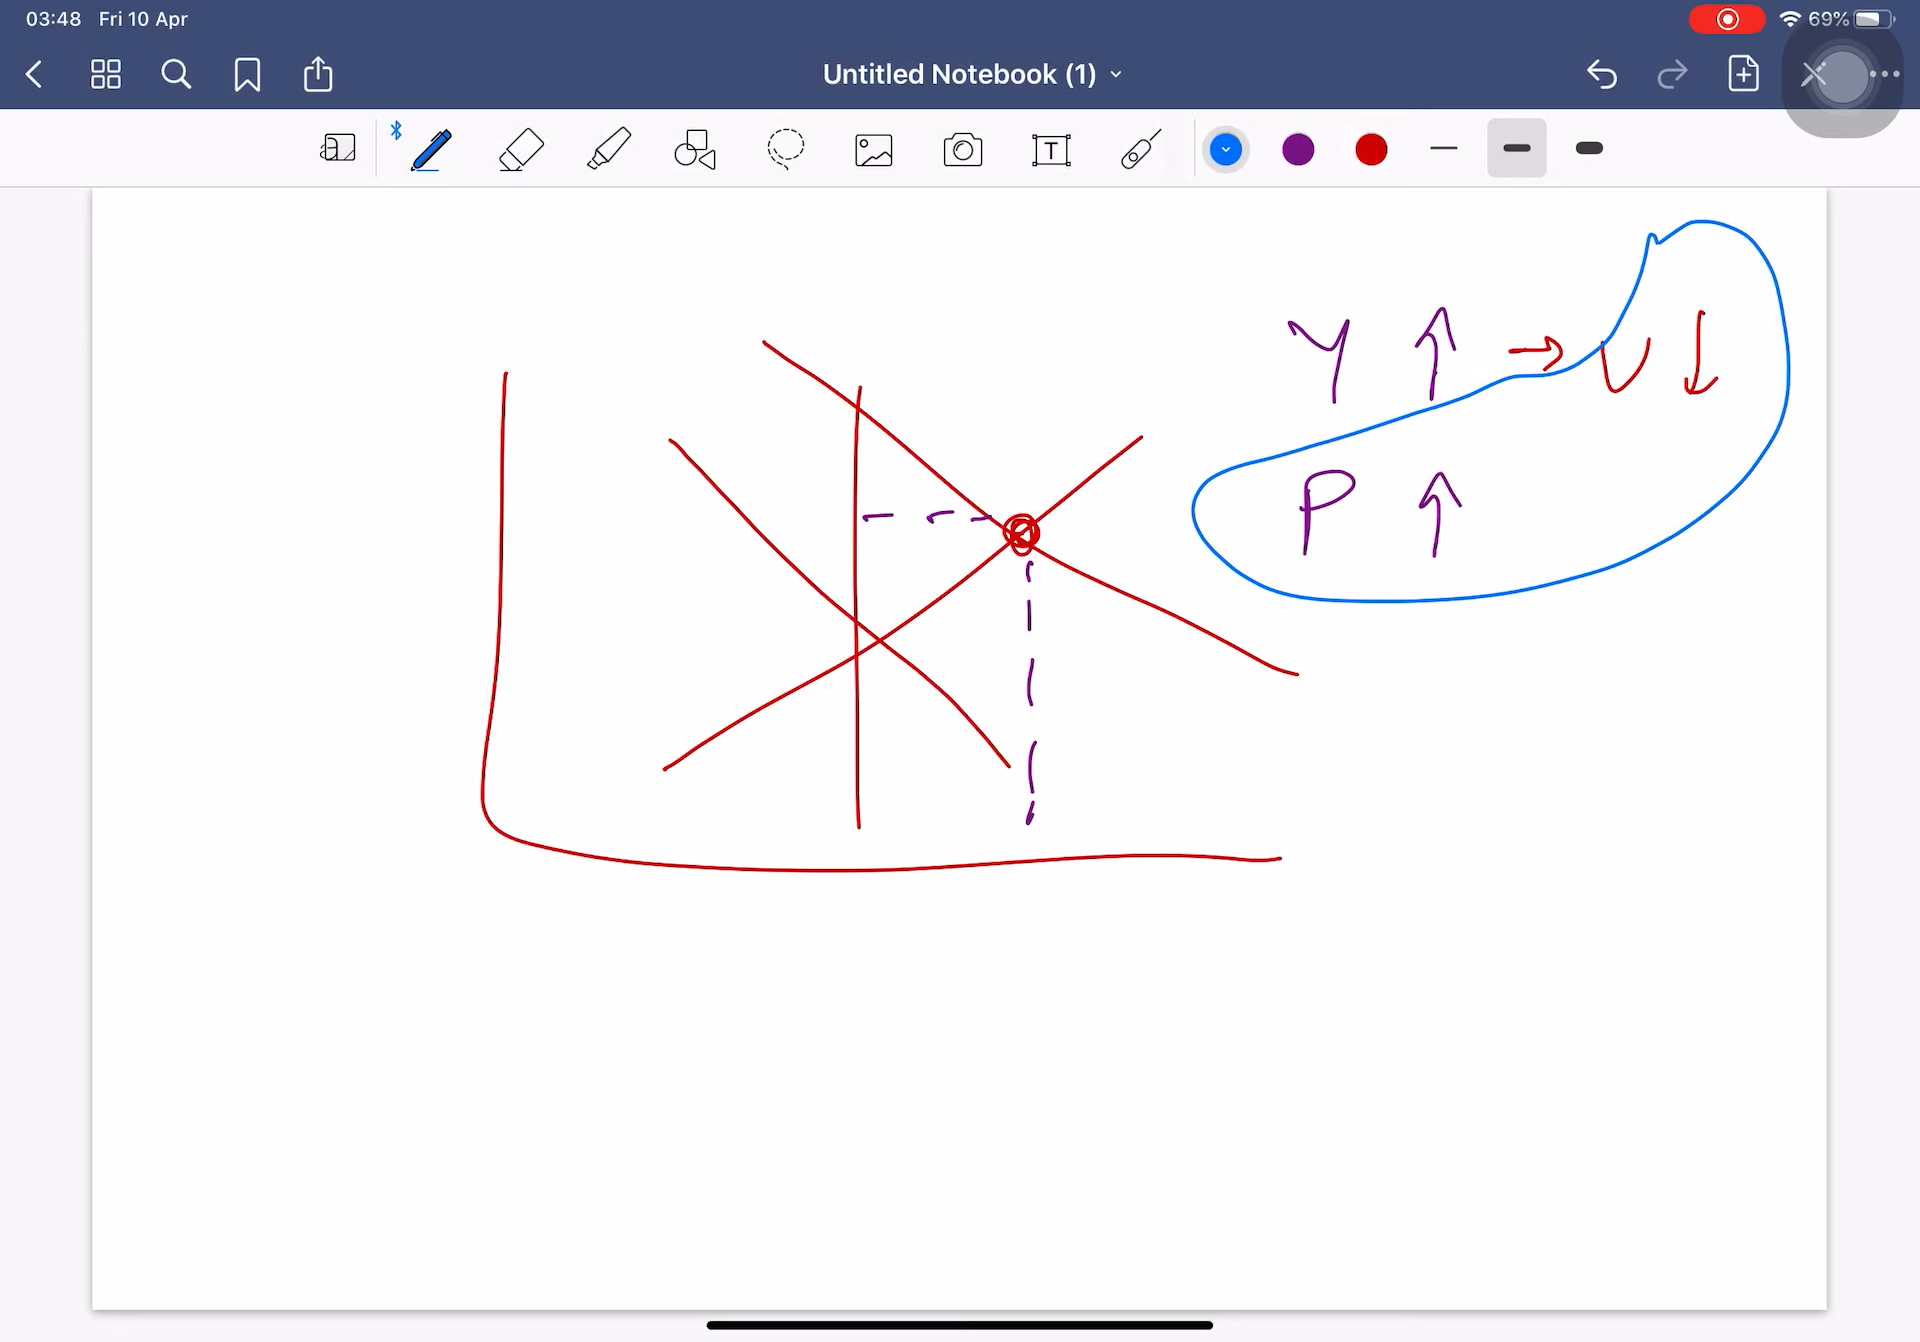 03:48 Fri 10 Apr
69%
Untitled Notebook (1)
a
T
Y ↑ → U ↓
P ↑